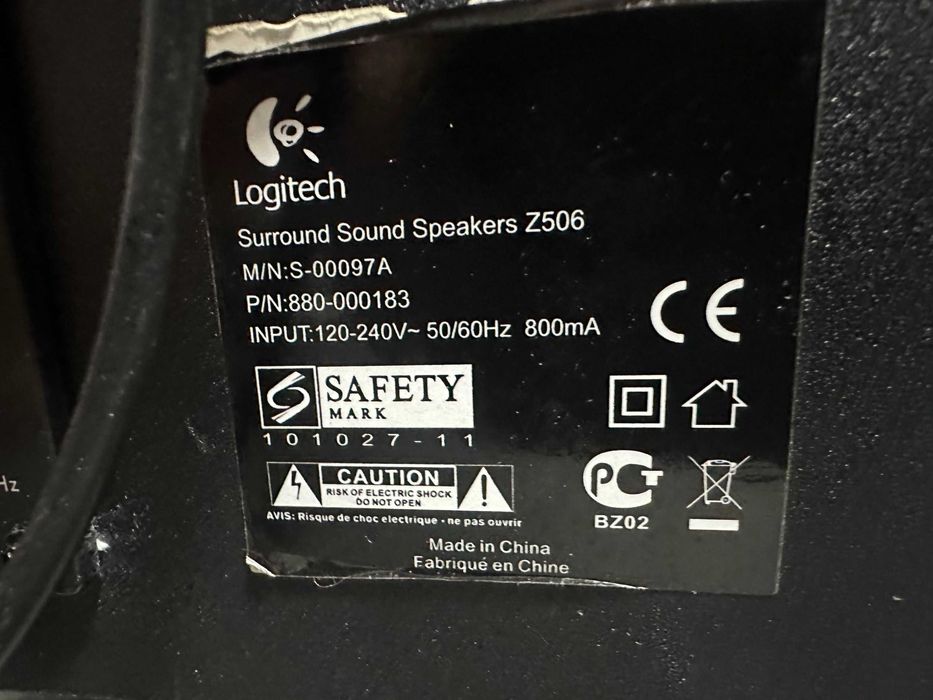 Logitech
Surround Sound Speakers Z506
M/N:S-00097A
P/N:880-000183
INPUT:120-240V~ 50/60Hz 800mA
CE
SAFETY
MARK
101027-11
CAUTION
RISK OF ELECTRIC SHOCK
DO NOT OPEN
AVIS: Risque de choc electrique - ne pas ouvrir
PCT
BZ02
Made in China
Fabriqué en Chine
Hz